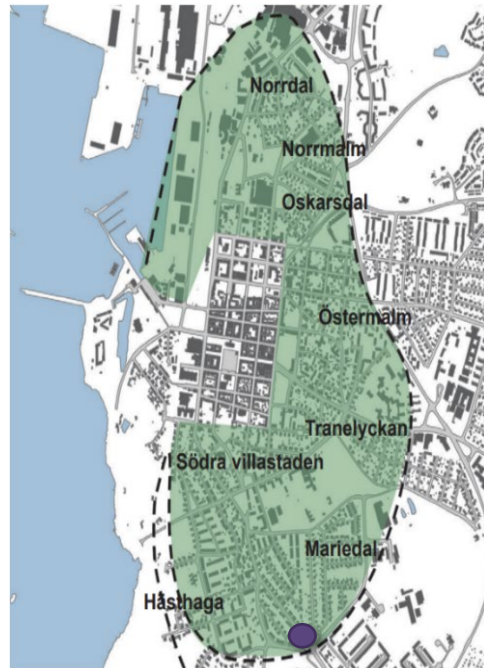 Norrdal
Norrmalm
Oskarsdal
Östermalm
Tranelyckan
Södra villastaden
Mariedal
Hästhaga